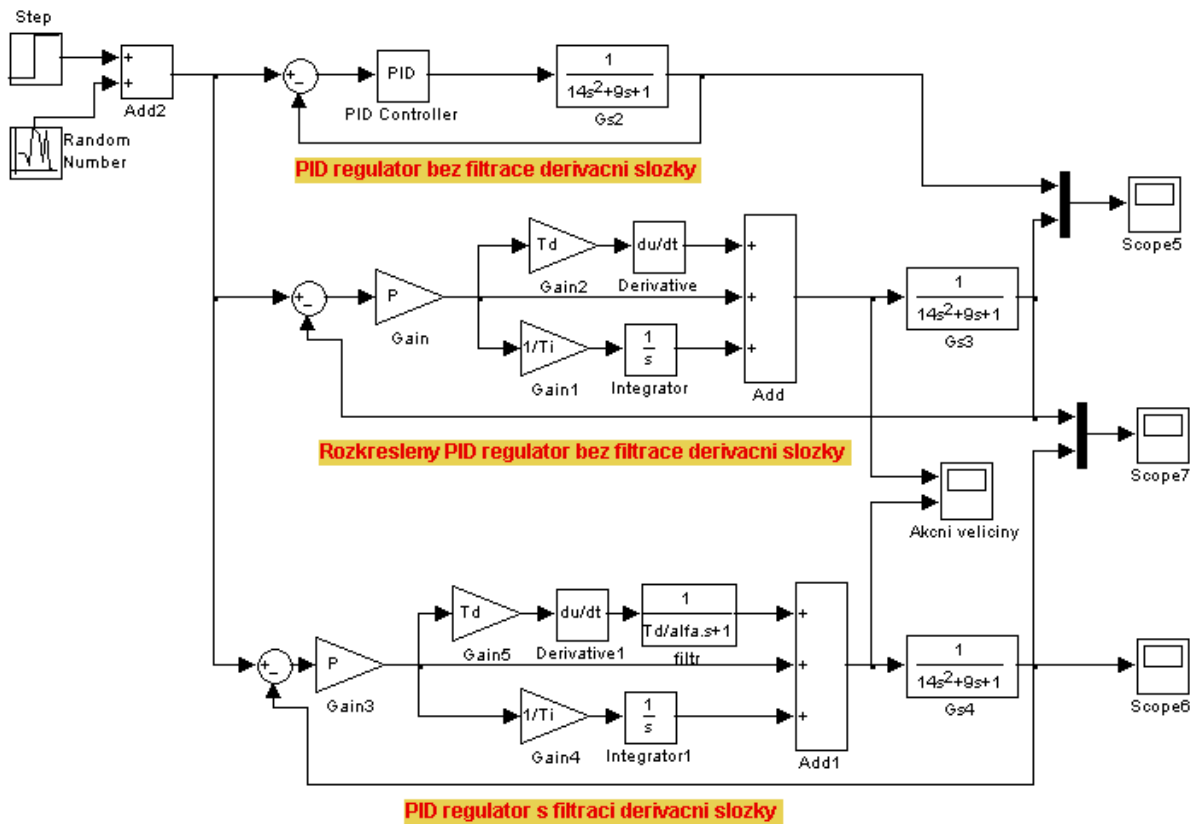 Step
+
+
Add2
Random
Number
+
−
PID
PID Controller
1
14s²+9s+1
Gs2
PID regulator bez filtrace derivacni slozky
Scope5
+
−
P
Gain
Td
Gain2
du/dt
Derivative
1/Ti
Gain1
1
s
Integrator
+
+
+
Add
1
14s²+9s+1
Gs3
Rozkresleny PID regulator bez filtrace derivacni slozky
Scope7
Akcni veliciny
+
−
P
Gain3
Td
Gain5
du/dt
Derivative1
1
Td/alfa.s+1
filtr
1/Ti
Gain4
1
s
Integrator1
+
+
+
Add1
1
14s²+9s+1
Gs4
Scope6
PID regulator s filtraci derivacni slozky